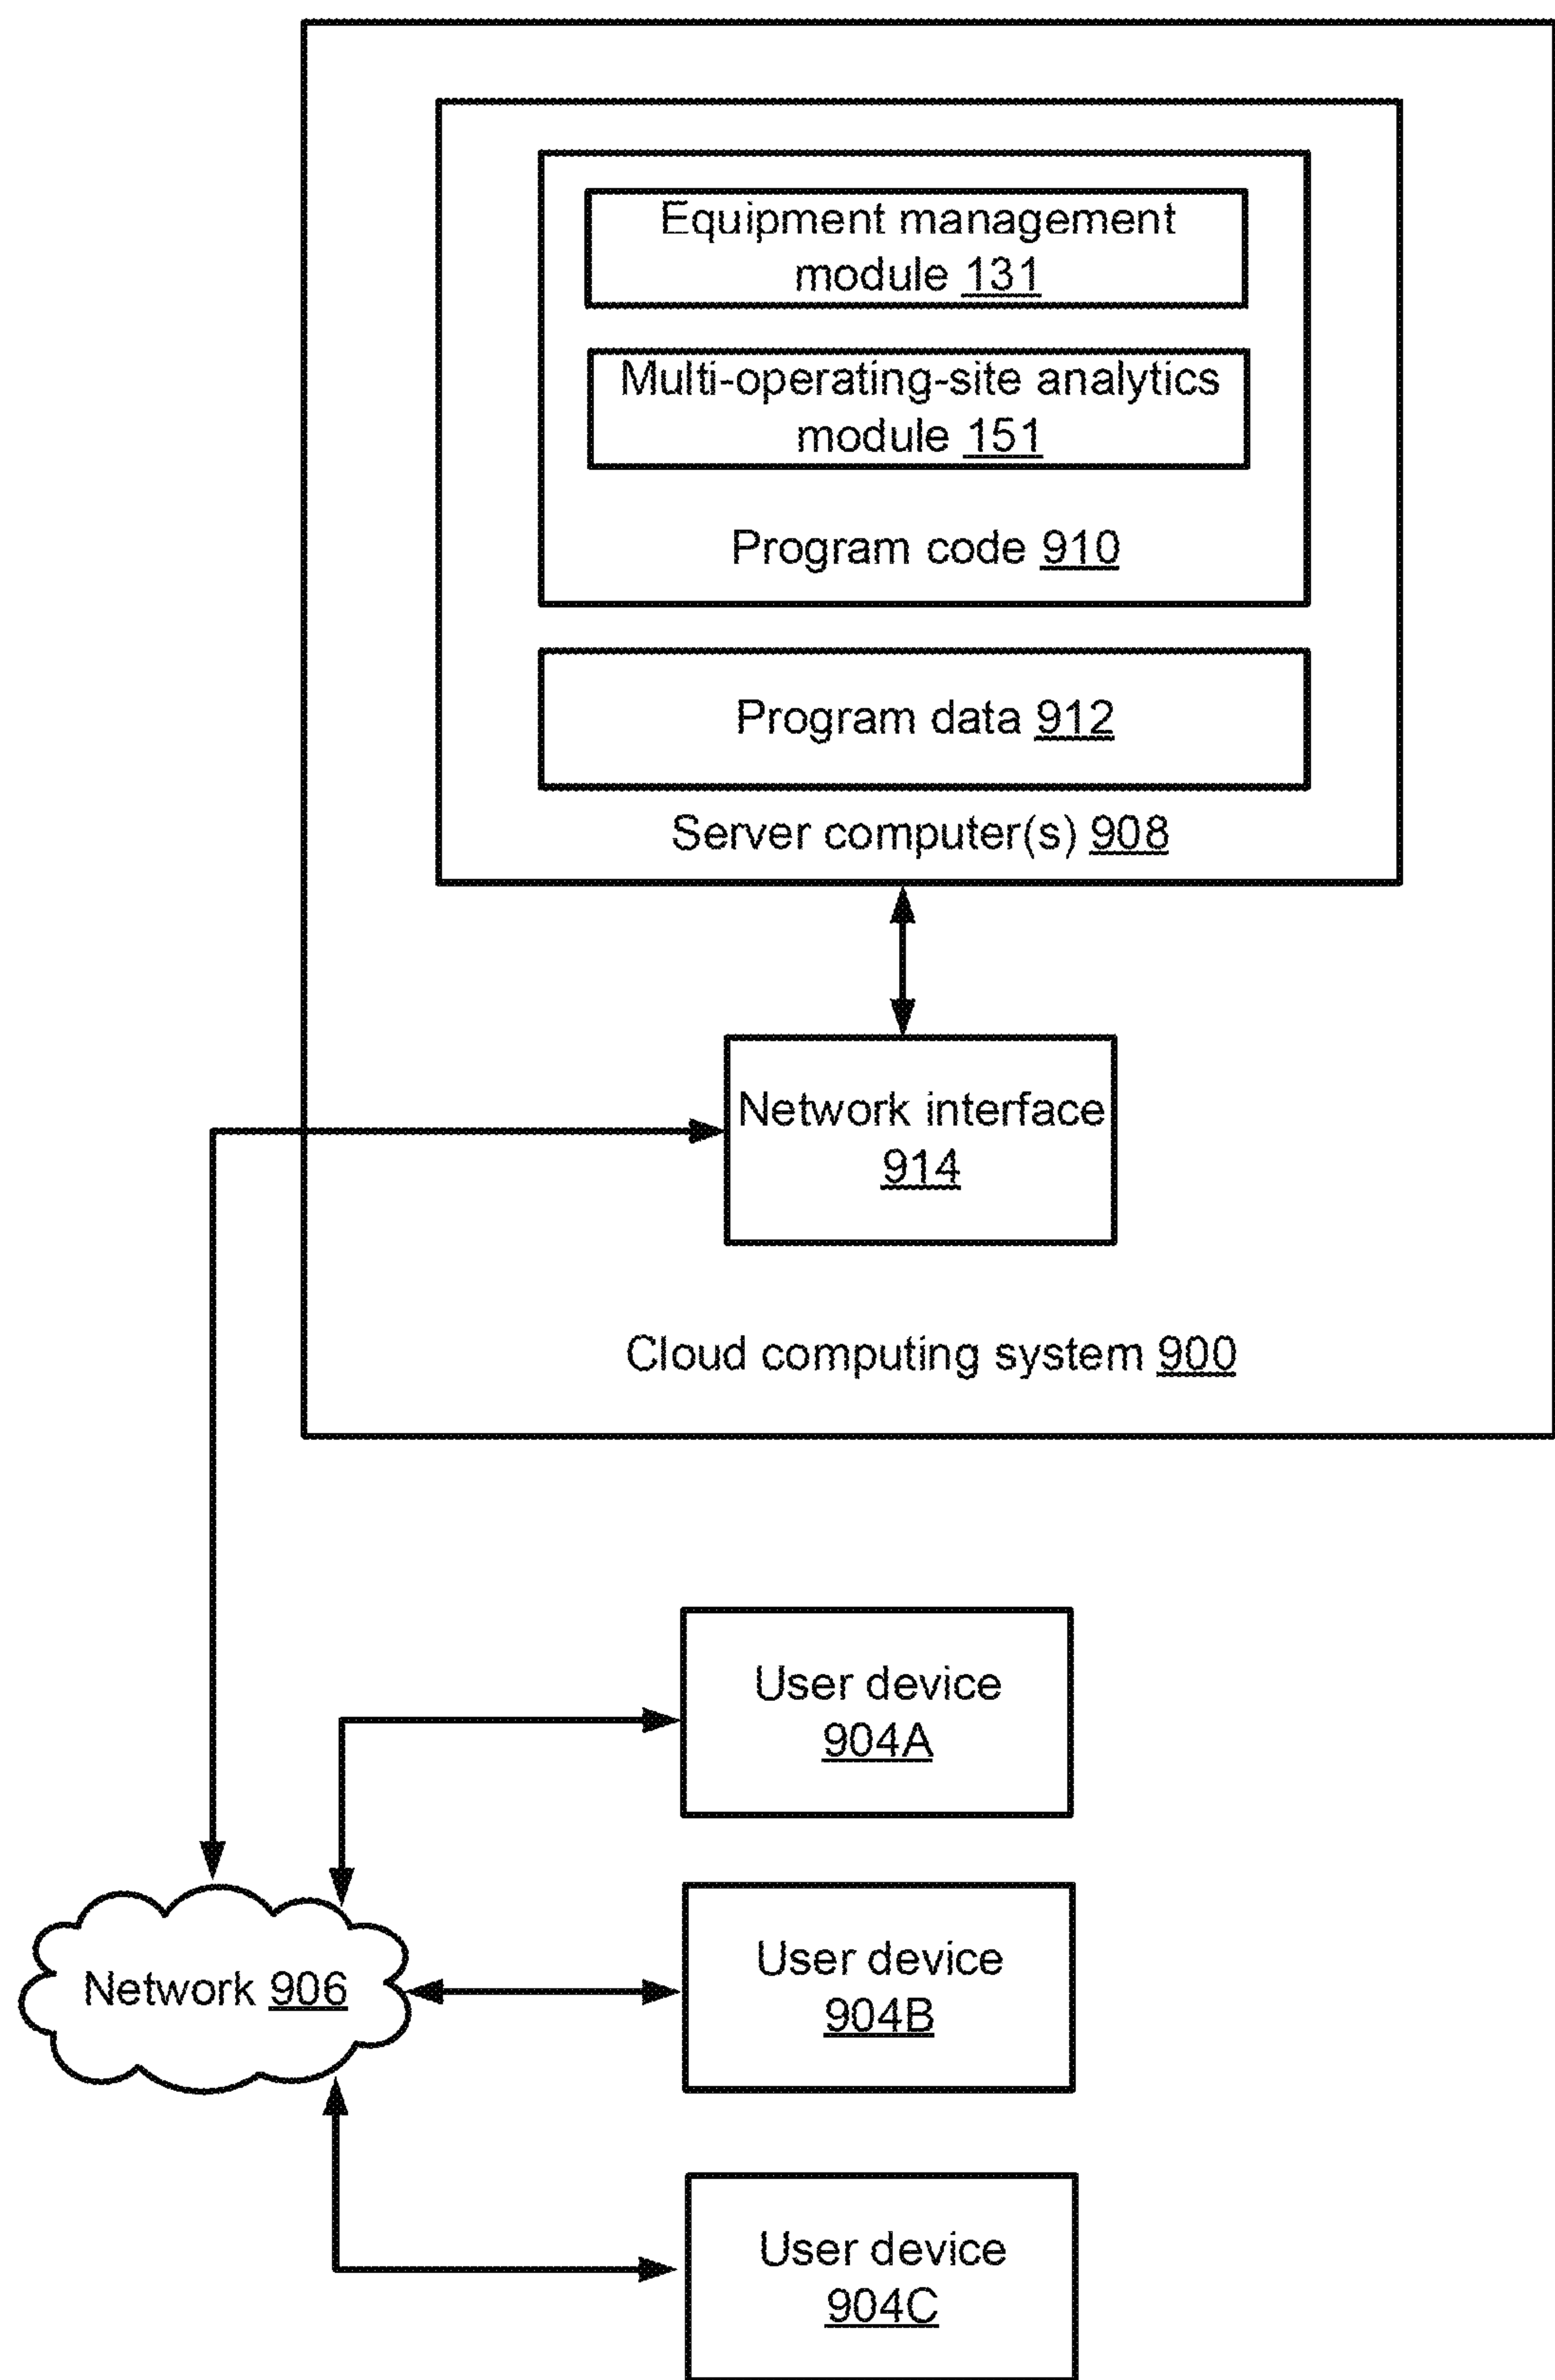 Equipment management
module 131
Multi-operating-site analytics
module 151
Program code 910
Program data 912
Server computer(s) 908
Network interface
914
Cloud computing system 900
User device
904A
User device
904B
Network 906
User device
904C